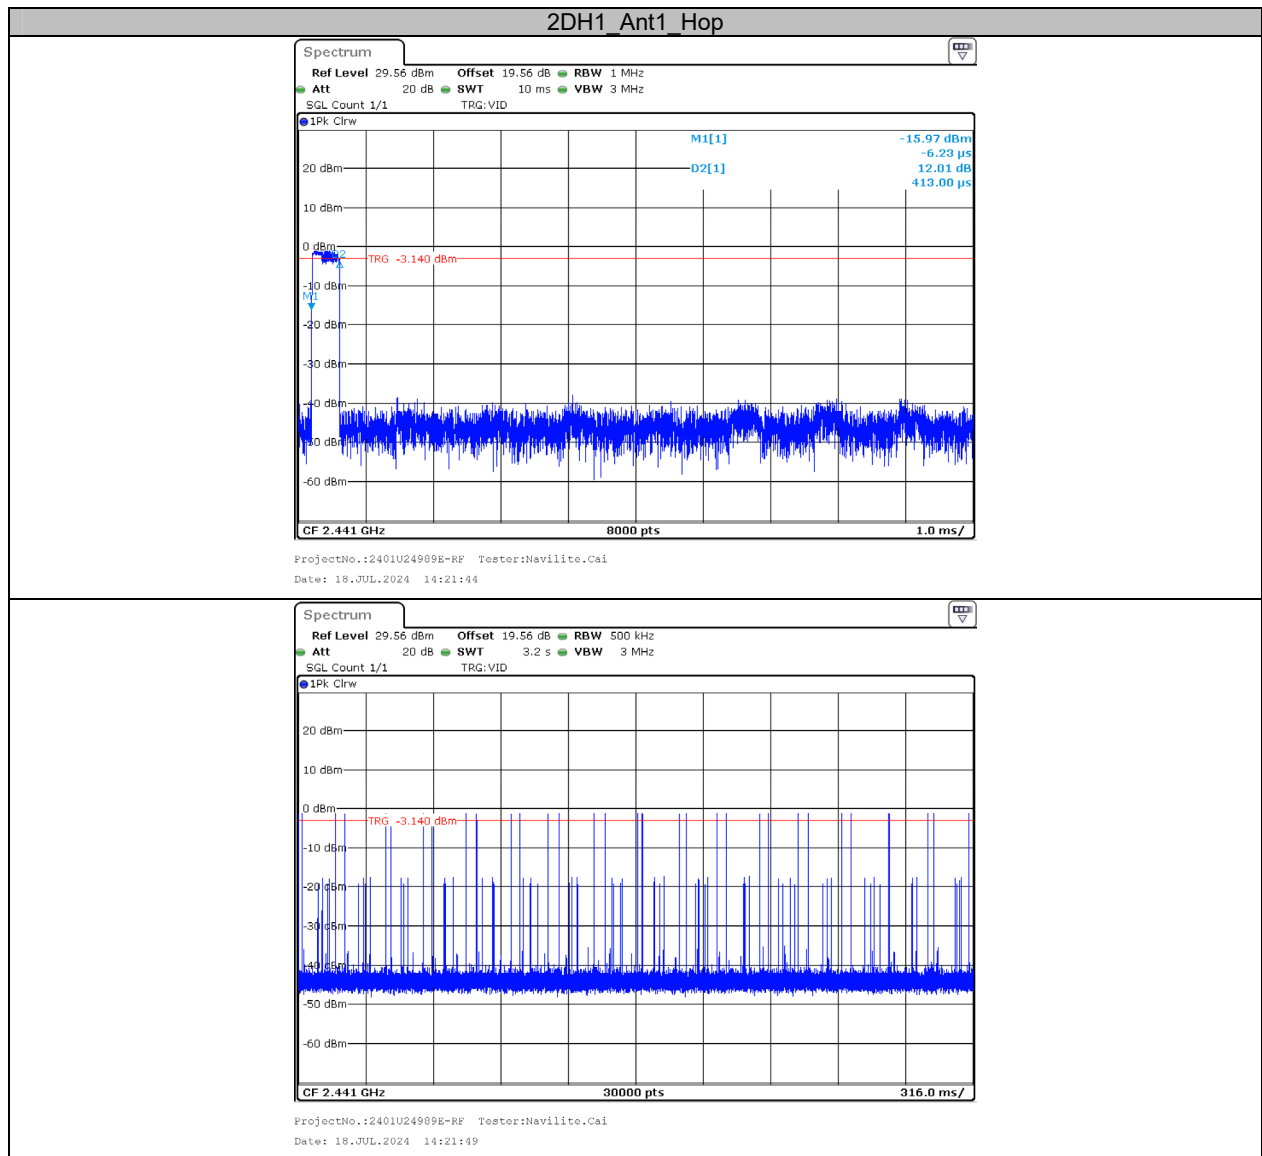 2DH1_Ant1_Hop
Spectrum
Ref Level 29.56 dBm Offset 19.56 dB RBW 1 MHz
Att 20 dB SWT 10 ms VBW 3 MHz
SGL Count 1/1 TRG:VID
1Pk Clrw
M1[1] -15.97 dBm
-6.23 µs
20 dBm D2[1] 12.01 dB
413.00 µs
10 dBm
0 dBm
D2
TRG -3.140 dBm
-10 dBm
M1
-20 dBm
-30 dBm
-40 dBm
-50 dBm
-60 dBm
CF 2.441 GHz 8000 pts 1.0 ms/
ProjectNo.:2401U24989E-RF Tester:Navilite.Cai
Date: 18.JUL.2024 14:21:44
Spectrum
Ref Level 29.56 dBm Offset 19.56 dB RBW 500 kHz
Att 20 dB SWT 3.2 s VBW 3 MHz
SGL Count 1/1 TRG:VID
1Pk Clrw
20 dBm
10 dBm
0 dBm
TRG -3.140 dBm
-10 dBm
-20 dBm
-30 dBm
-40 dBm
-50 dBm
-60 dBm
CF 2.441 GHz 30000 pts 316.0 ms/
ProjectNo.:2401U24989E-RF Tester:Navilite.Cai
Date: 18.JUL.2024 14:21:49